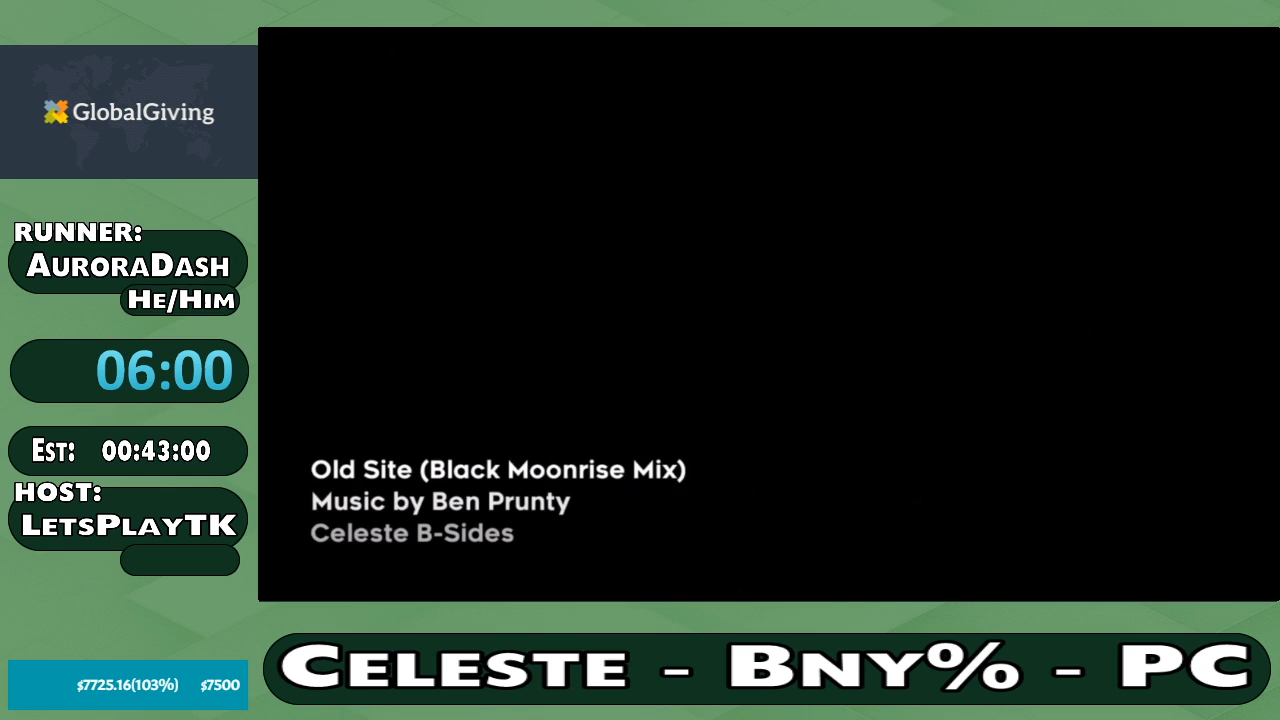 GlobalGiving
RUNNER:
AURORADASH
HE/HIM
06:00
EST: 00:43:00
HOST:
LETSPLAYTK
$7725.16(103%) $7500
Old Site (Black Moonrise Mix)
Music by Ben Prunty
Celeste B-Sides
CELESTE - BNY% - PC